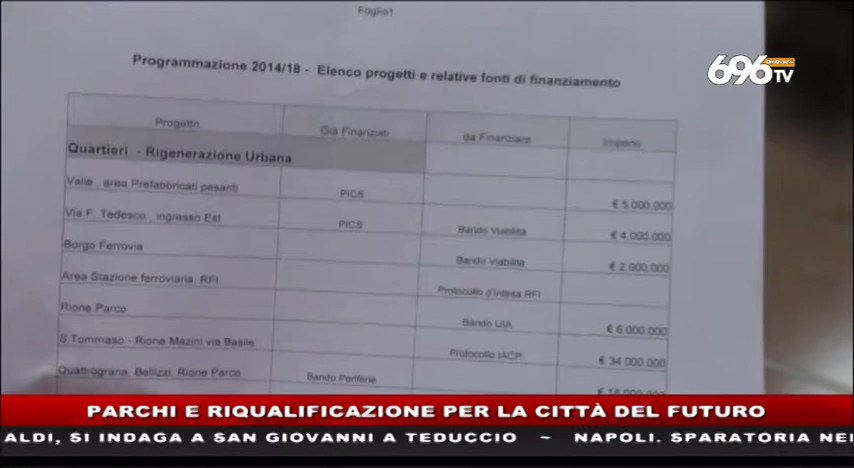 Foglio1
Programmazione 2014/18 - Elenco progetti e relative fonti di finanziamento
696 TV
Progetto Già Finanziati da Finanziare Importo
Quartieri - Rigenerazione Urbana
Valle , area Prefabbricati pesanti PICS € 5.000.000
Via F. Tedesco , ingresso Est PICS Bando Viabilità € 4.000.000
Borgo Ferrovia Bando Viabilità € 2.000.000
Area Stazione ferroviaria, RFI Protocollo d'intesa RFI
Rione Parco Bando UIA € 6.000.000
S.Tommaso - Rione Mazini via Basile Protocollo IACP € 34.000.000
Quattrograna, Bellizzi, Rione Parco Bando Periferie € 18.000.000
PARCHI E RIQUALIFICAZIONE PER LA CITTÀ DEL FUTURO
ALDI, SI INDAGA A SAN GIOVANNI A TEDUCCIO ~ NAPOLI. SPARATORIA NE